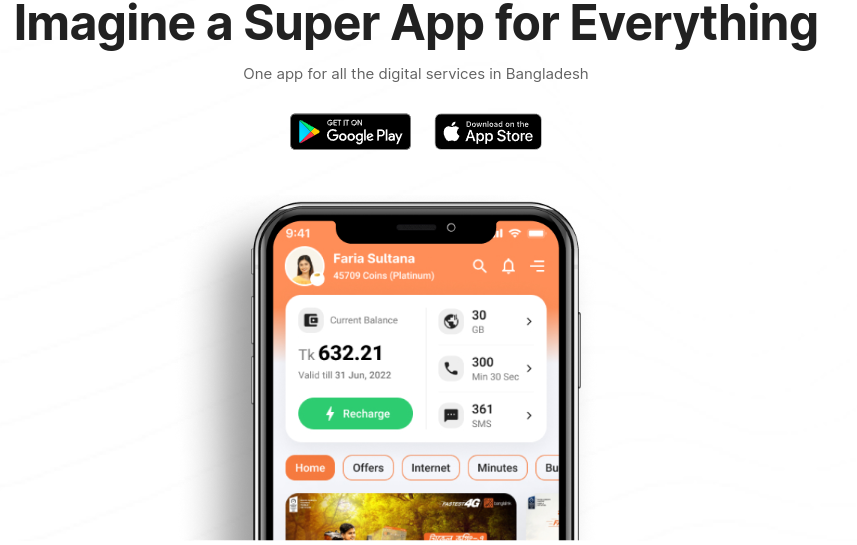 Imagine a Super App for Everything
One app for all the digital services in Bangladesh
GET IT ON
Google Play
Download on the
App Store
9:41
Faria Sultana
45709 Coins (Platinum)
Current Balance
Tk 632.21
Valid till 31 Jun, 2022
Recharge
30
GB
300
Min 30 Sec
361
SMS
Home Offers Internet Minutes Bu
FASTEST 4G banglalink